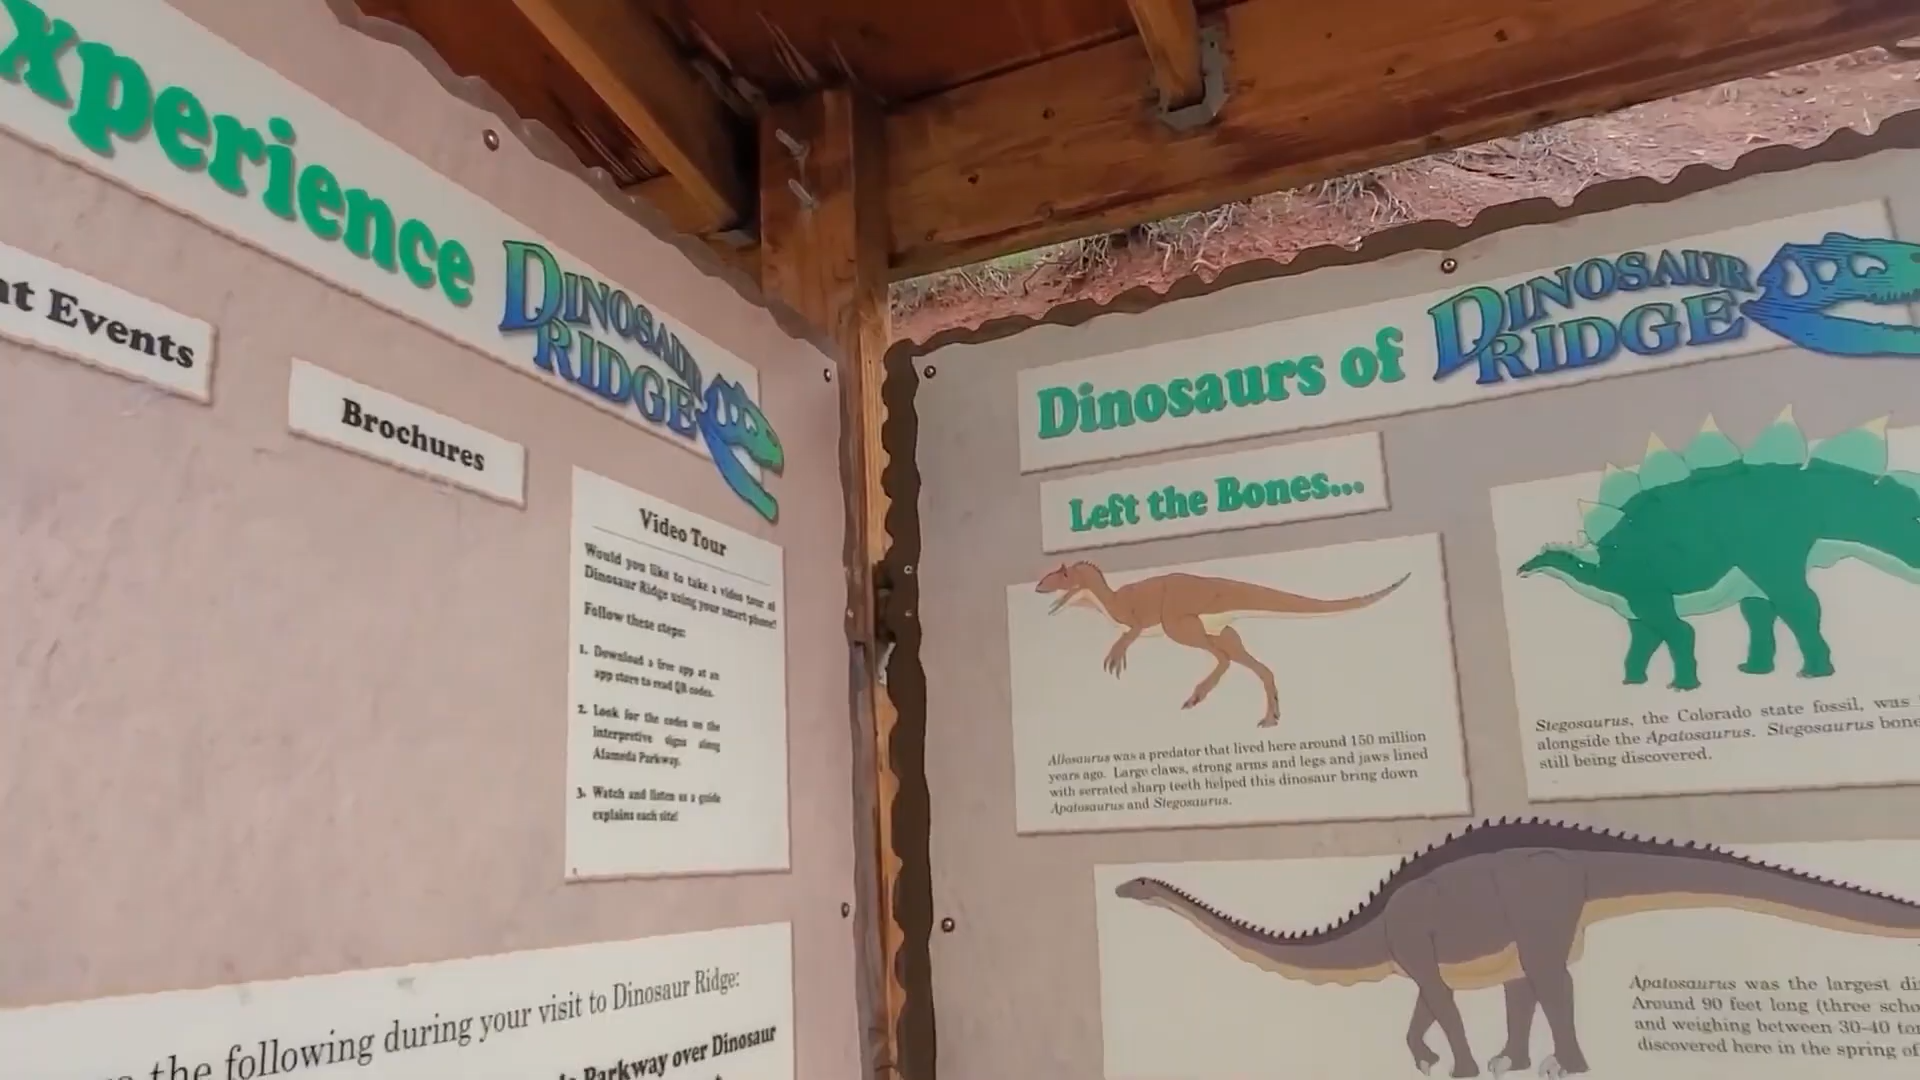 xperience DINOSAUR
RIDGE
nt Events
Brochures
Video Tour
Would you like to take a video tour of
Dinosaur Ridge using your smart phone?
Follow these steps:
1. Download a free app at an
app store to read QR codes.
2. Look for the codes on the
interpretive signs along
Alameda Parkway.
3. Watch and listen as a guide
explains each site!
the following during your visit to Dinosaur Ridge:
Parkway over Dinosaur
Dinosaurs of DINOSAUR
RIDGE
Left the Bones...
Allosaurus was a predator that lived here around 150 million
years ago. Large claws, strong arms and legs and jaws lined
with serrated sharp teeth helped this dinosaur bring down
Apatosaurus and Stegosaurus.
Stegosaurus, the Colorado state fossil, was
alongside the Apatosaurus. Stegosaurus bone
still being discovered.
Apatosaurus was the largest di
Around 90 feet long (three scho
and weighing between 30-40 ton
discovered here in the spring of